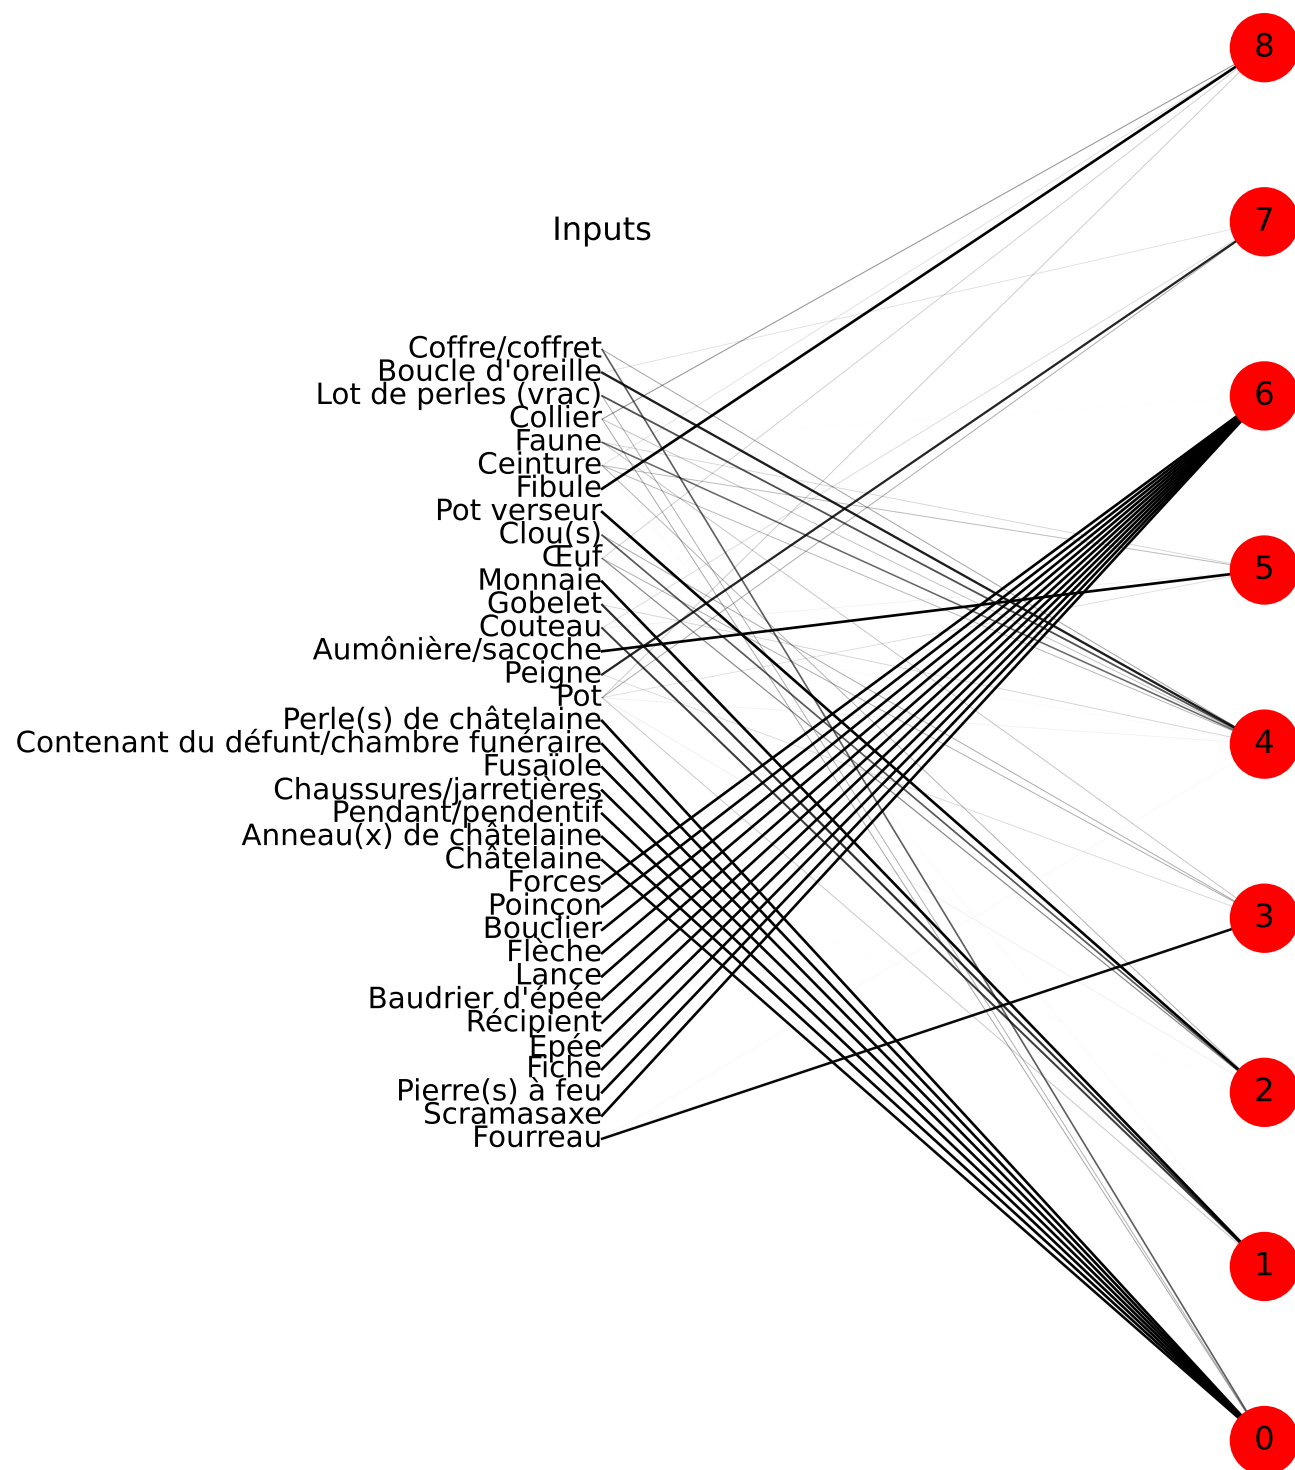 8
7
Inputs
Coffre/coffret
Boucle d'oreille
Lot de perles (vrac)
6
Collier
Faune
Ceinture
Fibule
Pot verseur
Clou(s)
Œuf
5
Monnaie
Gobelet
Couteau
Aumônière/sacoche
Peigne
Pot
Perle(s) de châtelaine
Contenant du défunt/chambre funéraire
4
Fusaïole
Chaussures/jarretières
Pendant/pendentif
Anneau(x) de châtelaine
Châtelaine
Forces
Poinçon
3
Bouclier
Flèche
Lance
Baudrier d'épée
Récipient
Epée
Fiche
Pierre(s) à feu
2
Scramasaxe
Fourreau
1
0